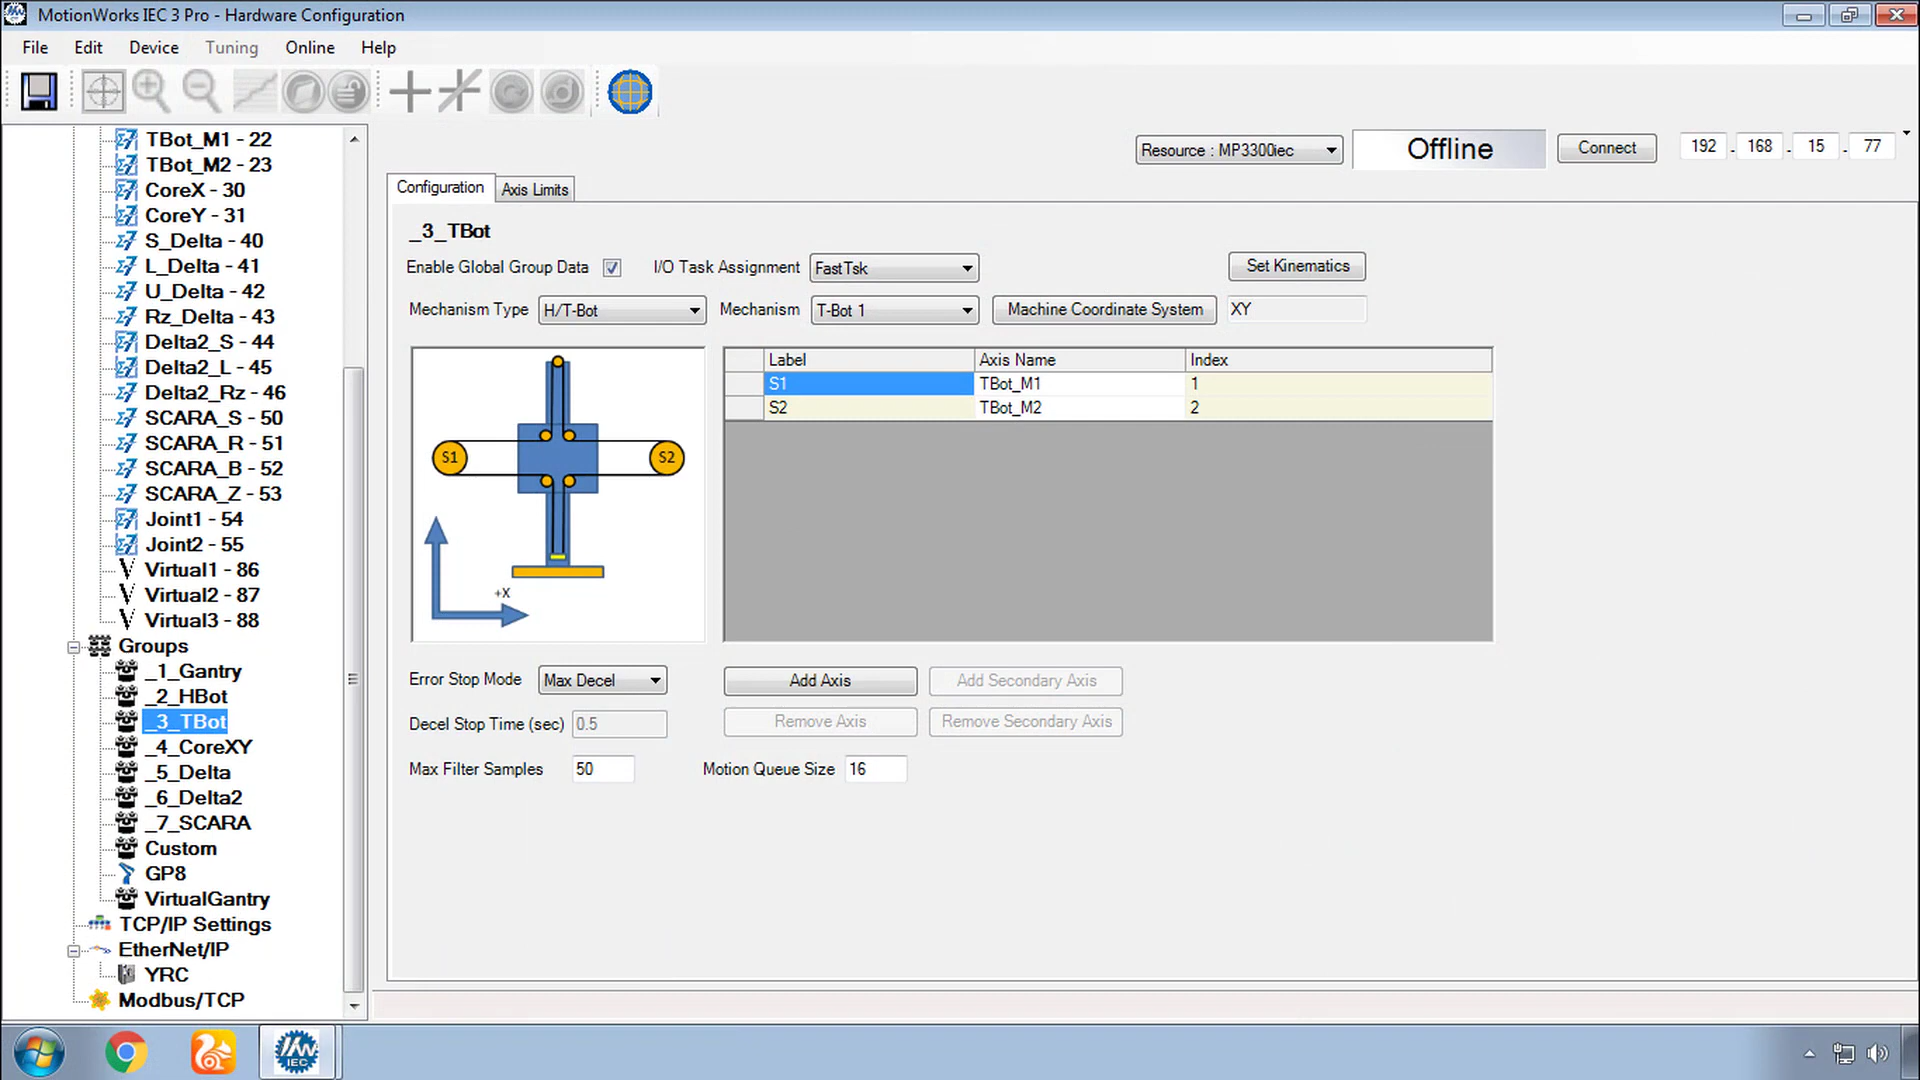 MotionWorks IEC 3 Pro - Hardware Configuration
File Edit Device Tuning Online Help
Resource : MP3300iec Offline Connect 192 . 168 . 15 . 77
TBot_M1 - 22
TBot_M2 - 23
CoreX - 30
CoreY - 31
S_Delta - 40
L_Delta - 41
U_Delta - 42
Rz_Delta - 43
Delta2_S - 44
Delta2_L - 45
Delta2_Rz - 46
SCARA_S - 50
SCARA_R - 51
SCARA_B - 52
SCARA_Z - 53
Joint1 - 54
Joint2 - 55
Virtual1 - 86
Virtual2 - 87
Virtual3 - 88
Groups
_1_Gantry
_2_HBot
_3_TBot
_4_CoreXY
_5_Delta
_6_Delta2
_7_SCARA
Custom
GP8
VirtualGantry
TCP/IP Settings
EtherNet/IP
YRC
Modbus/TCP
Configuration Axis Limits
_3_TBot
Enable Global Group Data I/O Task Assignment FastTsk Set Kinematics
Mechanism Type H/T-Bot Mechanism T-Bot 1 Machine Coordinate System XY
S1 S2
+X
Label Axis Name Index
S1 TBot_M1 1
S2 TBot_M2 2
Error Stop Mode Max Decel Add Axis Add Secondary Axis
Decel Stop Time (sec) 0.5 Remove Axis Remove Secondary Axis
Max Filter Samples 50 Motion Queue Size 16
IEC